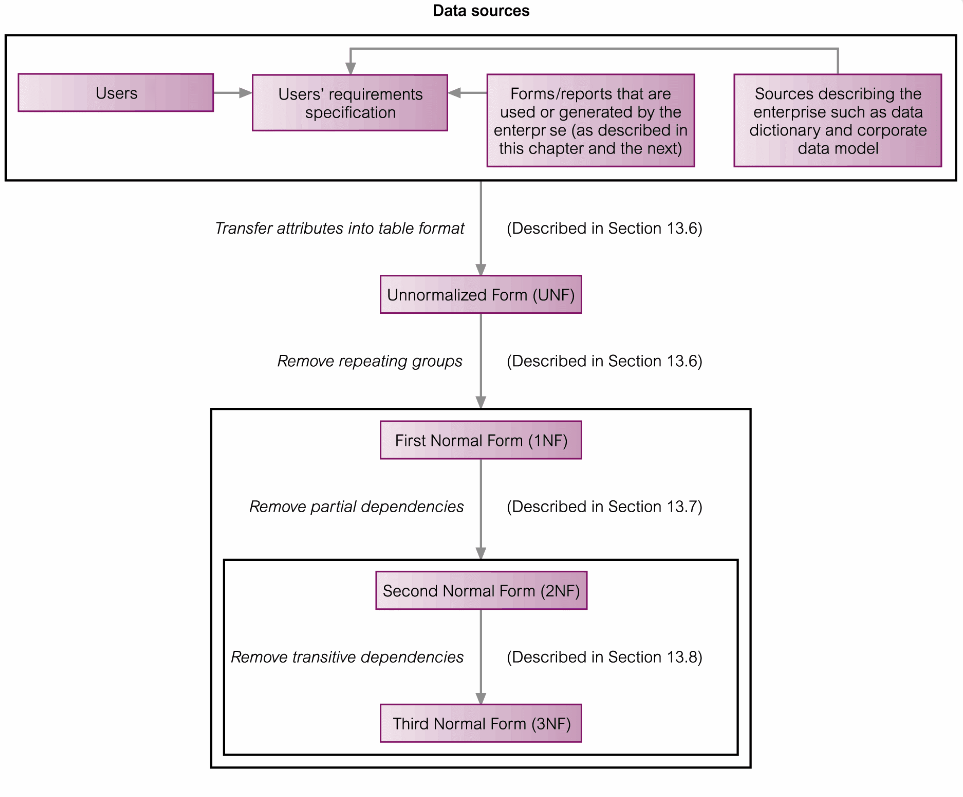 Data sources
Users
Users' requirements
specification
Forms/reports that are
used or generated by the
enterpr se (as described in
this chapter and the next)
Sources describing the
enterprise such as data
dictionary and corporate
data model
Transfer attributes into table format
(Described in Section 13.6)
Unnormalized Form (UNF)
Remove repeating groups
(Described in Section 13.6)
First Normal Form (1NF)
Remove partial dependencies
(Described in Section 13.7)
Second Normal Form (2NF)
Remove transitive dependencies
(Described in Section 13.8)
Third Normal Form (3NF)